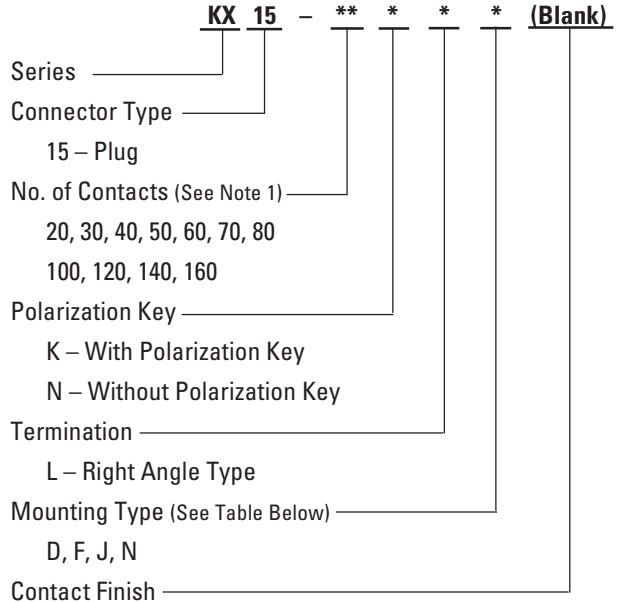 KX 15 – ** * * * (Blank)
Series
Connector Type
15 – Plug
No. of Contacts (See Note 1)
20, 30, 40, 50, 60, 70, 80
100, 120, 140, 160
Polarization Key
K – With Polarization Key
N – Without Polarization Key
Termination
L – Right Angle Type
Mounting Type (See Table Below)
D, F, J, N
Contact Finish